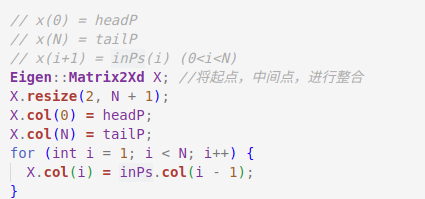 // x(0) = headP
// x(N) = tailP
// x(i+1) = inPs(i) (0<i<N)
Eigen::Matrix2Xd X; //将起点，中间点，进行整合
X.resize(2, N + 1);
X.col(0) = headP;
X.col(N) = tailP;
for (int i = 1; i < N; i++) {
  X.col(i) = inPs.col(i - 1);
}